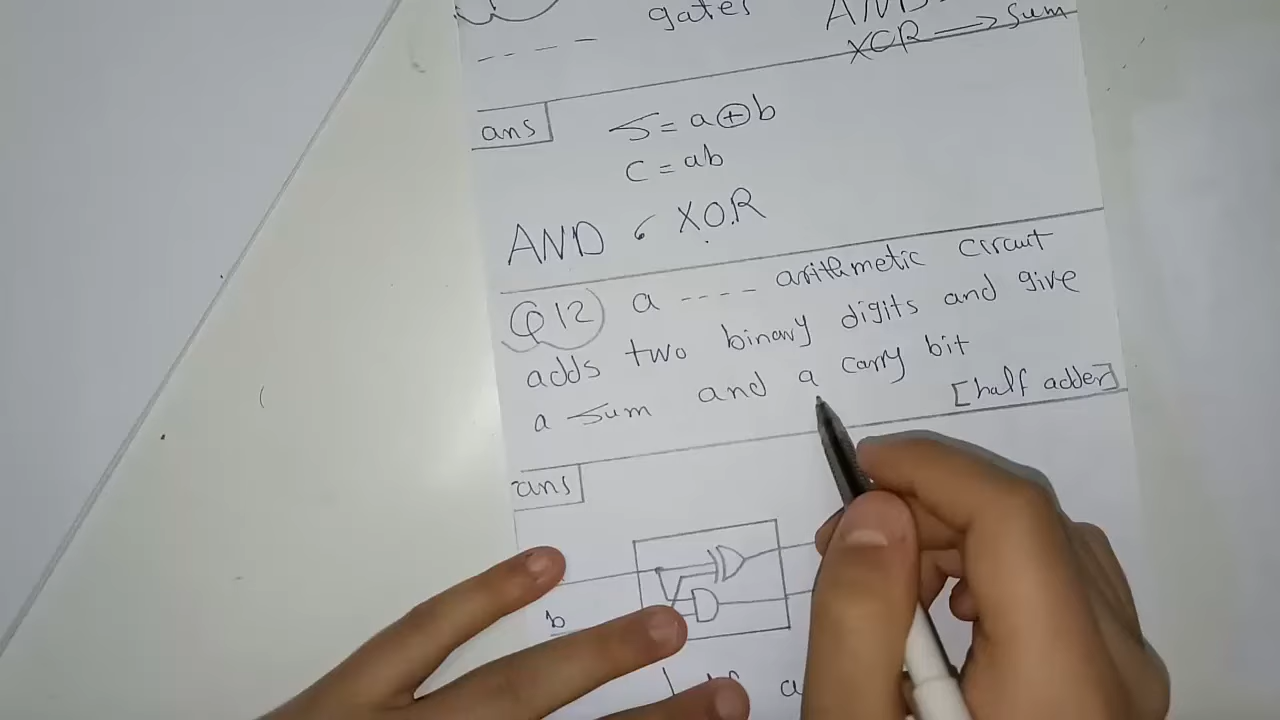 gates AND
XOR → Sum
ans
S = a ⊕ b
C = ab
AND ، XOR
Q12) a ---- arithmetic circuit
adds two binary digits and give
a sum and a carry bit
[half adder]
ans
b